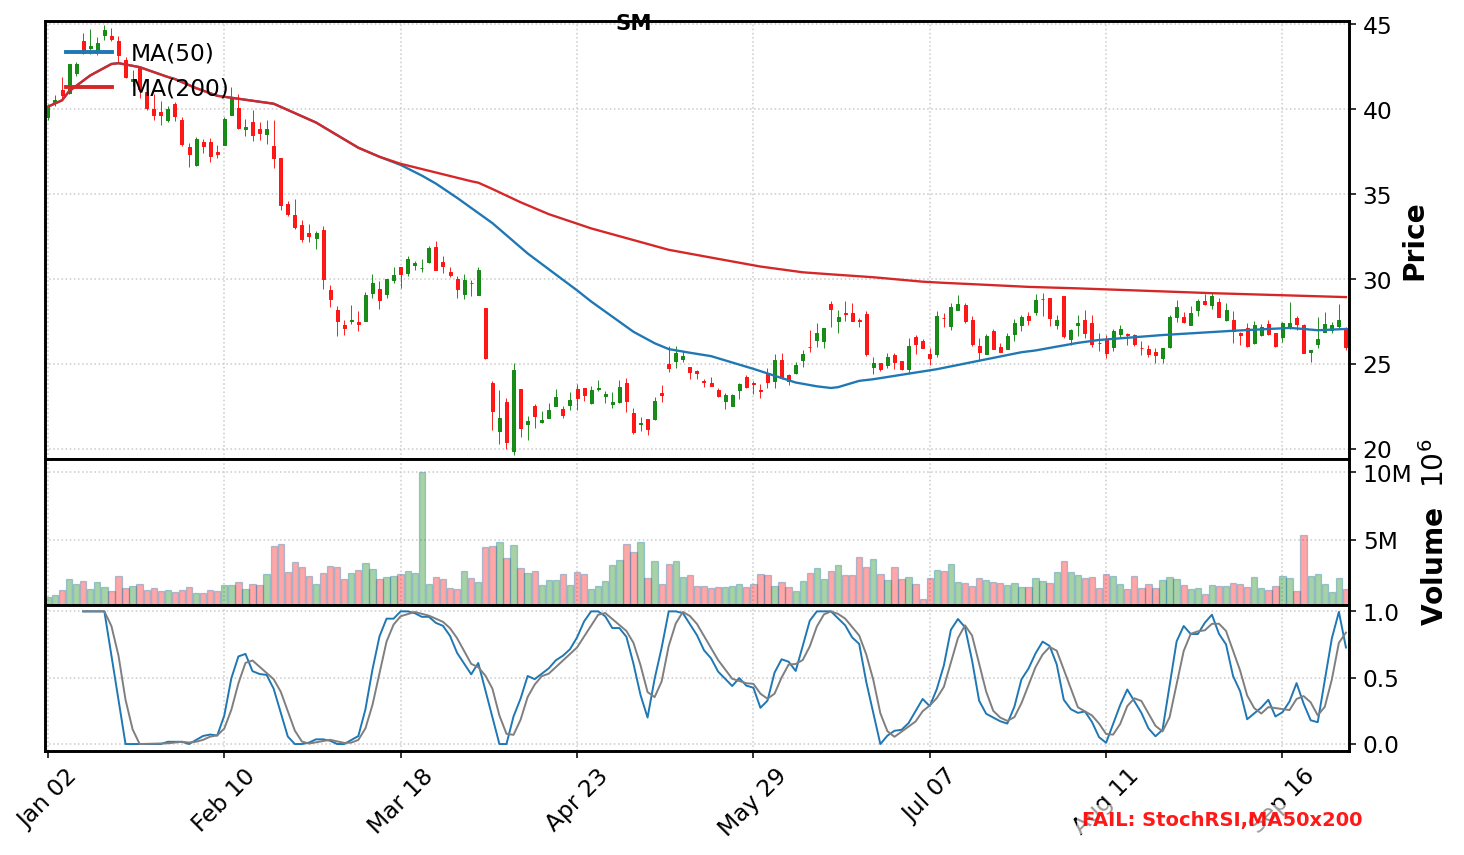 SM
MA(50)
MA(200)
45
40
35
30
25
20
Price
10M
5M
Volume 10^6
1.0
0.5
0.0
Jan 02
Feb 10
Mar 18
Apr 23
May 29
Jul 07
Aug 11
Sep 16
FAIL: StochRSI,MA50x200